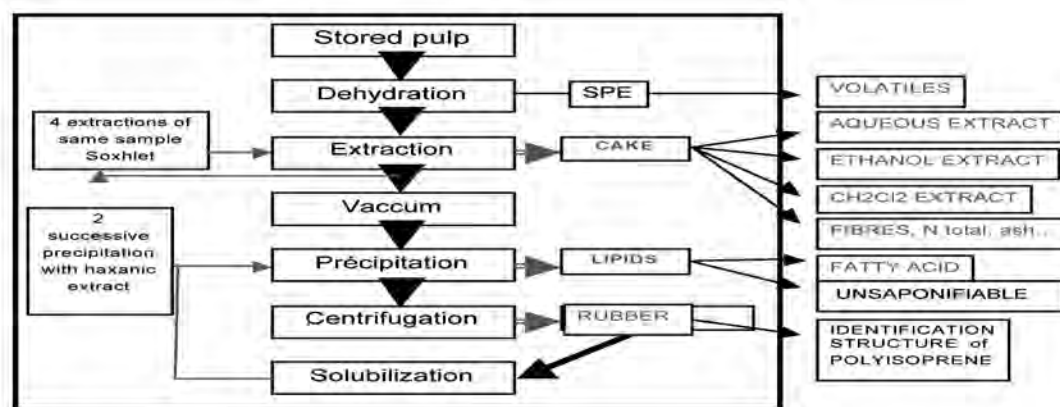 Stored pulp
Dehydration
SPE
VOLATILES
4 extractions of
same sample
Soxhlet
Extraction
CAKE
AQUEOUS EXTRACT
ETHANOL EXTRACT
CH2Cl2 EXTRACT
FIBRES, N total, ash...
Vaccum
2
successive
precipitation
with haxanic
extract
Précipitation
LIPIDS
FATTY ACID
UNSAPONIFIABLE
Centrifugation
RUBBER
IDENTIFICATION
STRUCTURE of
POLYISOPRENE
Solubilization